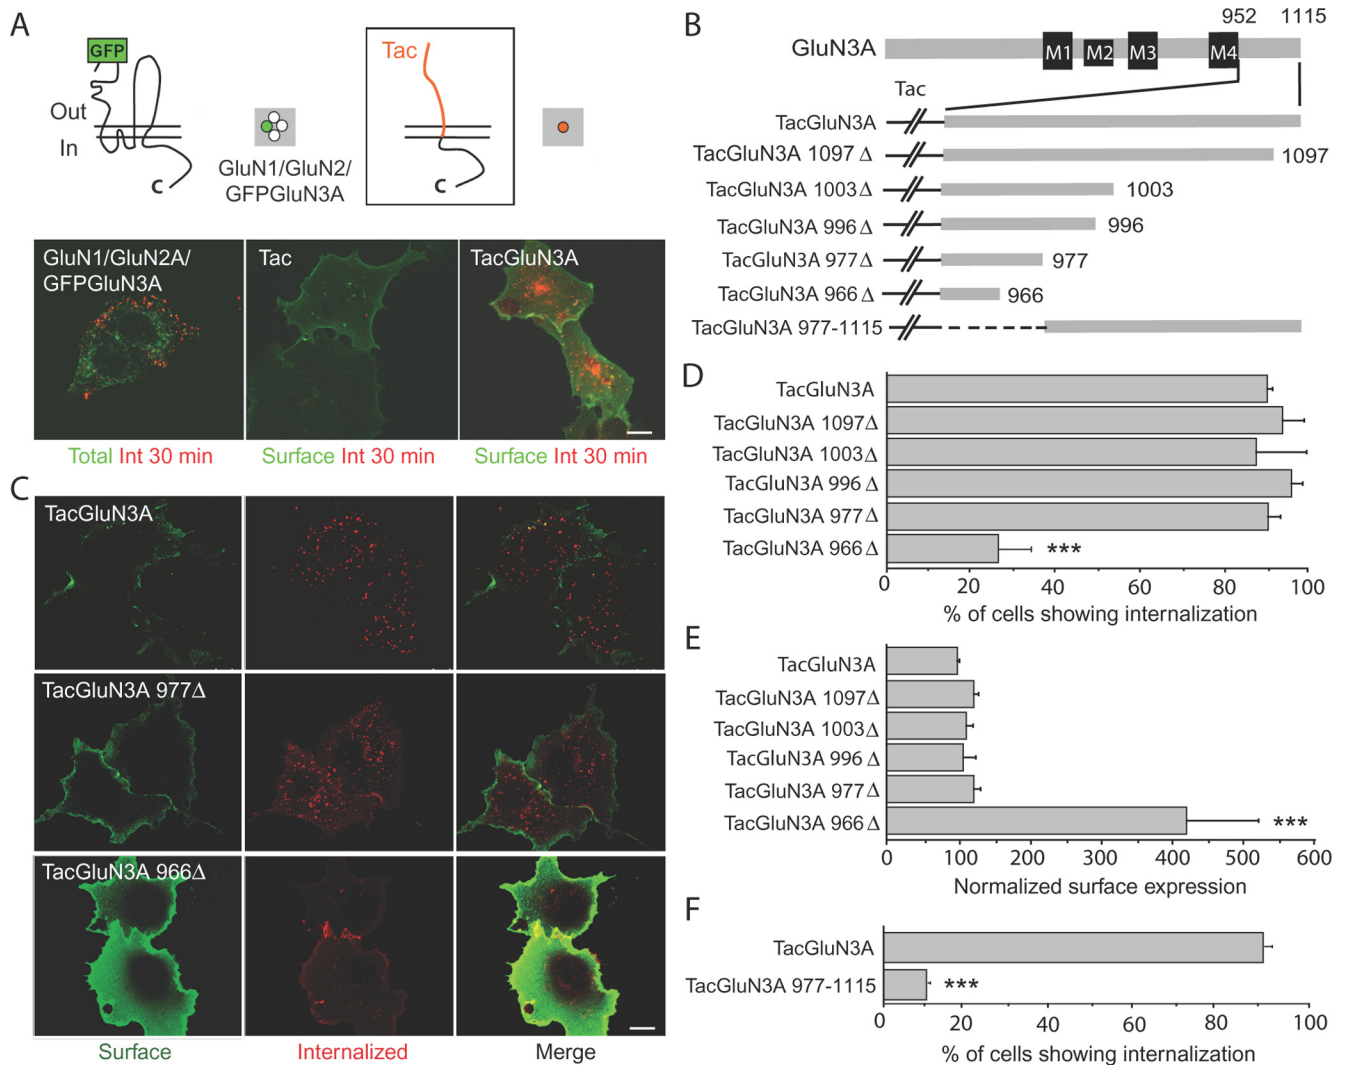 A
GFP
Out
In
C
GluN1/GluN2/
GFPGluN3A
Tac
C
GluN1/GluN2A/
GFPGluN3A
Tac
TacGluN3A
Total Int 30 min
Surface Int 30 min
Surface Int 30 min
B
952 1115
GluN3A
M1 M2 M3 M4
Tac
TacGluN3A
TacGluN3A 1097 Δ 1097
TacGluN3A 1003Δ 1003
TacGluN3A 996Δ 996
TacGluN3A 977Δ 977
TacGluN3A 966Δ 966
TacGluN3A 977-1115
C
TacGluN3A
TacGluN3A 977Δ
TacGluN3A 966Δ
Surface Internalized Merge
D
TacGluN3A
TacGluN3A 1097Δ
TacGluN3A 1003Δ
TacGluN3A 996 Δ
TacGluN3A 977Δ
TacGluN3A 966Δ ***
0 20 40 60 80 100
% of cells showing internalization
E
TacGluN3A
TacGluN3A 1097Δ
TacGluN3A 1003Δ
TacGluN3A 996 Δ
TacGluN3A 977 Δ
TacGluN3A 966 Δ ***
0 100 200 300 400 500 600
Normalized surface expression
F
TacGluN3A
TacGluN3A 977-1115 ***
0 20 40 60 80 100
% of cells showing internalization